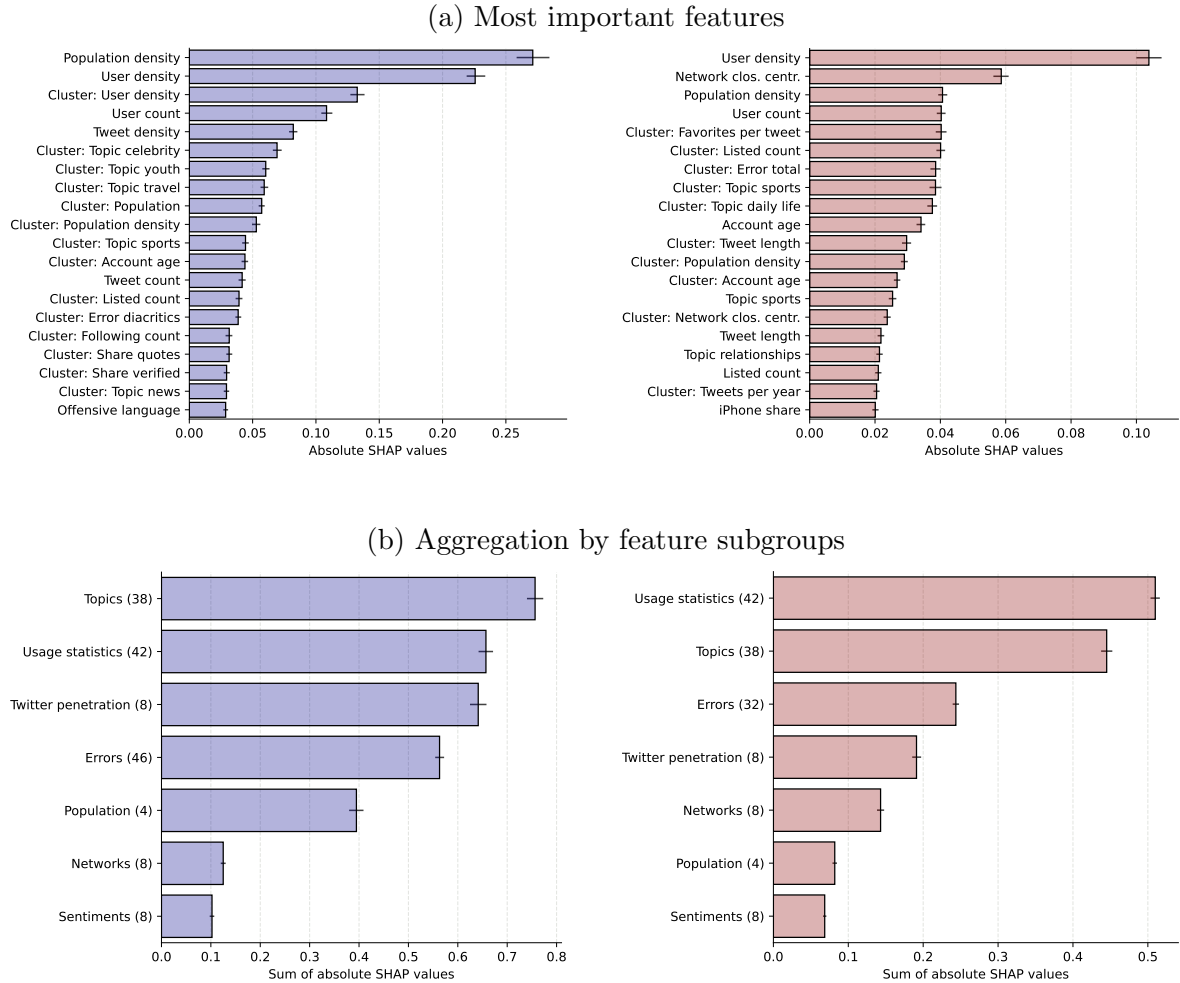 (a) Most important features
Population density
User density
Cluster: User density
User count
Tweet density
Cluster: Topic celebrity
Cluster: Topic youth
Cluster: Topic travel
Cluster: Population
Cluster: Population density
Cluster: Topic sports
Cluster: Account age
Tweet count
Cluster: Listed count
Cluster: Error diacritics
Cluster: Following count
Cluster: Share quotes
Cluster: Share verified
Cluster: Topic news
Offensive language
0.00 0.05 0.10 0.15 0.20 0.25
Absolute SHAP values
User density
Network clos. centr.
Population density
User count
Cluster: Favorites per tweet
Cluster: Listed count
Cluster: Error total
Cluster: Topic sports
Cluster: Topic daily life
Account age
Cluster: Tweet length
Cluster: Population density
Cluster: Account age
Topic sports
Cluster: Network clos. centr.
Tweet length
Topic relationships
Listed count
Cluster: Tweets per year
iPhone share
0.00 0.02 0.04 0.06 0.08 0.10
Absolute SHAP values
(b) Aggregation by feature subgroups
Topics (38)
Usage statistics (42)
Twitter penetration (8)
Errors (46)
Population (4)
Networks (8)
Sentiments (8)
0.0 0.1 0.2 0.3 0.4 0.5 0.6 0.7 0.8
Sum of absolute SHAP values
Usage statistics (42)
Topics (38)
Errors (32)
Twitter penetration (8)
Networks (8)
Population (4)
Sentiments (8)
0.0 0.1 0.2 0.3 0.4 0.5
Sum of absolute SHAP values